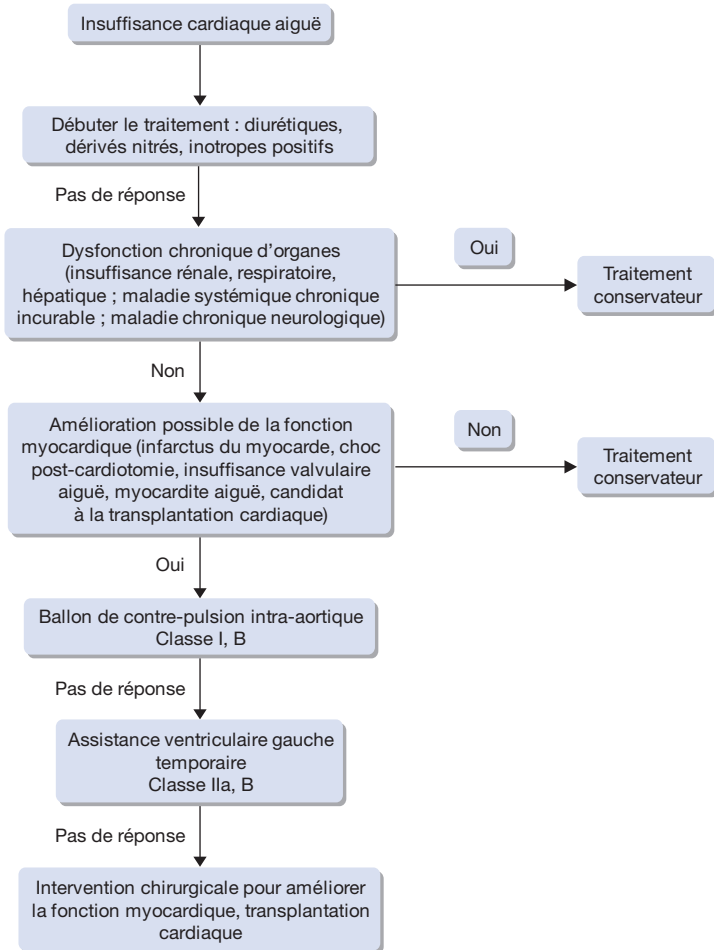 Insuffisance cardiaque aiguë
Débuter le traitement : diurétiques,
dérivés nitrés, inotropes positifs
Pas de réponse
Dysfonction chronique d'organes
(insuffisance rénale, respiratoire,
hépatique ; maladie systémique chronique
incurable ; maladie chronique neurologique)
Oui
Traitement
conservateur
Non
Amélioration possible de la fonction
myocardique (infarctus du myocarde, choc
post-cardiotomie, insuffisance valvulaire
aiguë, myocardite aiguë, candidat
à la transplantation cardiaque)
Non
Traitement
conservateur
Oui
Ballon de contre-pulsion intra-aortique
Classe I, B
Pas de réponse
Assistance ventriculaire gauche
temporaire
Classe IIa, B
Pas de réponse
Intervention chirurgicale pour améliorer
la fonction myocardique, transplantation
cardiaque